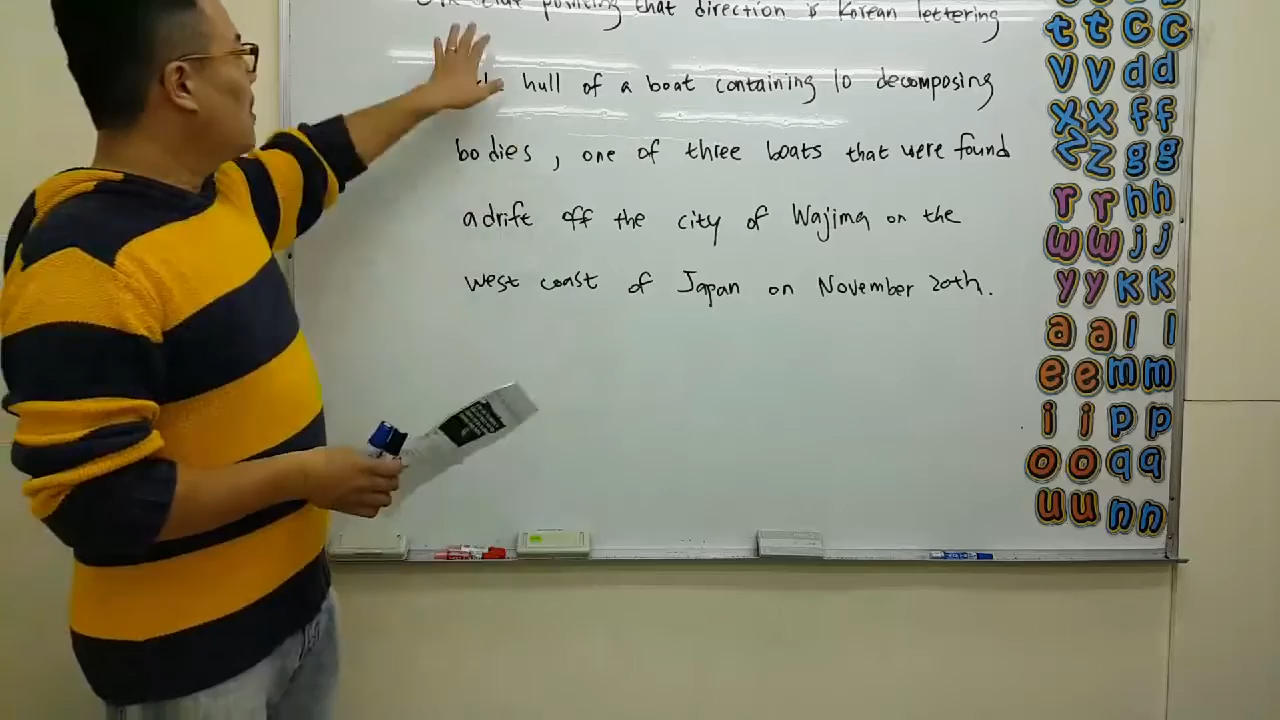 pointing that direction is Korean lettering
hull of a boat containing 10 decomposing
bodies, one of three boats that were found
adrift off the city of Wajima on the
west coast of Japan on November 20th.
t t c c
v v d d
x x f f
z z g g
r r h h
w w j j
y y k k
a a l l
e e m m
i i p p
o o q q
u u n n